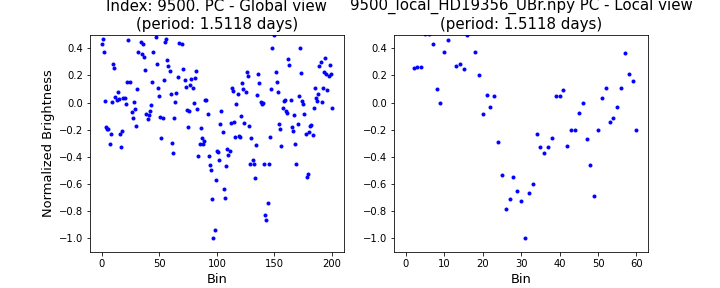 Index: 9500. PC - Global view
(period: 1.5118 days)
9500_local_HD19356_UBr.npy PC - Local view
(period: 1.5118 days)
Normalized Brightness
0.4
0.2
0.0
−0.2
−0.4
−0.6
−0.8
−1.0
0 50 100 150 200
Bin
0.4
0.2
0.0
−0.2
−0.4
−0.6
−0.8
−1.0
0 10 20 30 40 50 60
Bin